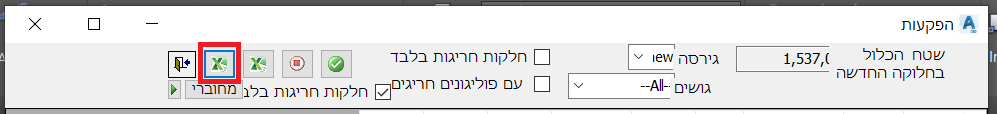 הפקעות
שטח הכלול בחלוקה החדשה
1,537,0
גירסה
new
חלקות חריגות בלבד
גושים
--All--
עם פוליגונים חריגים
חלקות חריגות בלב
מחוברי